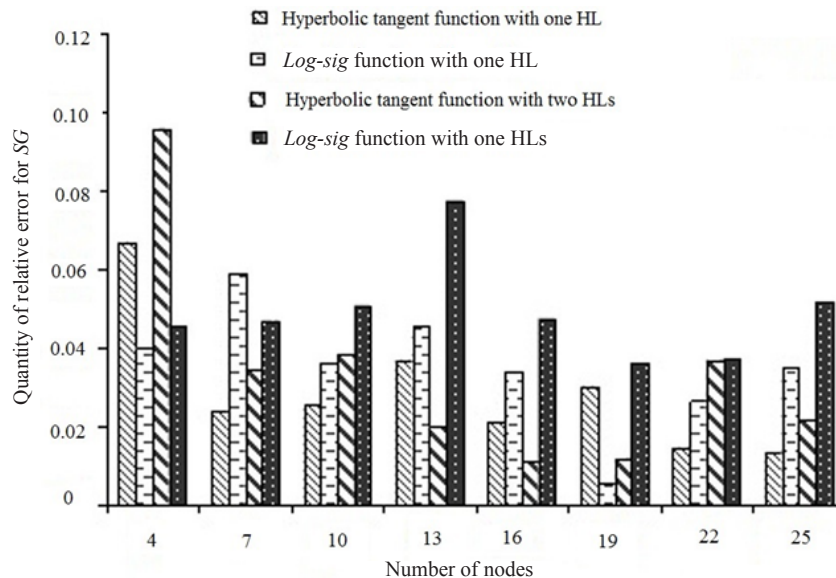 Hyperbolic tangent function with one HL
Log-sig function with one HL
Hyperbolic tangent function with two HLs
Log-sig function with one HLs
Quantity of relative error for SG
0.12
0.10
0.08
0.06
0.04
0.02
0
4 7 10 13 16 19 22 25
Number of nodes